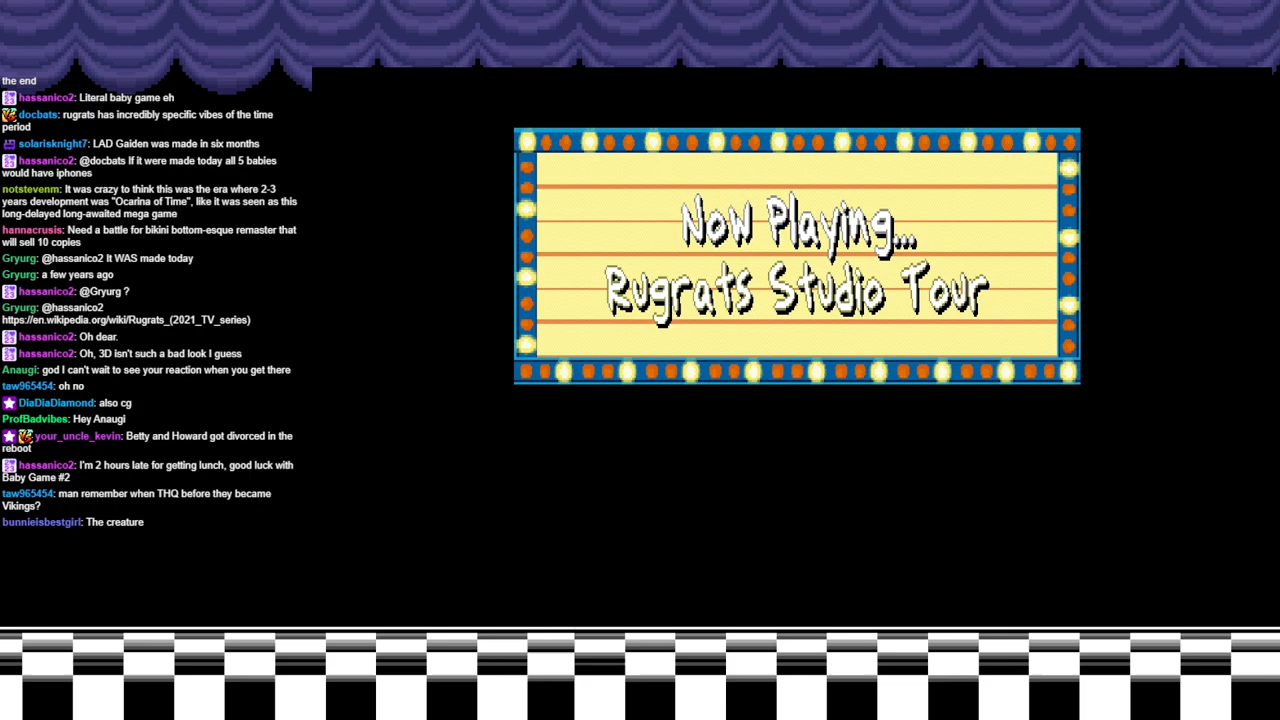 the end
hassanico2: Literal baby game eh
docbats: rugrats has incredibly specific vibes of the time
period
solarisknight7: LAD Gaiden was made in six months
hassanico2: @docbats If it were made today all 5 babies
would have iphones
notstevenm: It was crazy to think this was the era where 2-3
years development was "Ocarina of Time", like it was seen as this
long-delayed long-awaited mega game
hannacrusis: Need a battle for bikini bottom-esque remaster that
will sell 10 copies
Gryurg: @hassanico2 It WAS made today
Gryurg: a few years ago
hassanico2: @Gryurg ?
Gryurg: @hassanico2
https://en.wikipedia.org/wiki/Rugrats_(2021_TV_series)
hassanico2: Oh dear.
hassanico2: Oh, 3D isn't such a bad look I guess
Anaugi: god I can't wait to see your reaction when you get there
taw965454: oh no
DiaDiaDiamond: also cg
ProfBadvibes: Hey Anaugi
your_uncle_kevin: Betty and Howard got divorced in the
reboot
hassanico2: I'm 2 hours late for getting lunch, good luck with
Baby Game #2
taw965454: man remember when THQ before they became
Vikings?
bunnieisbestgirl: The creature
Now Playing...
Rugrats Studio Tour